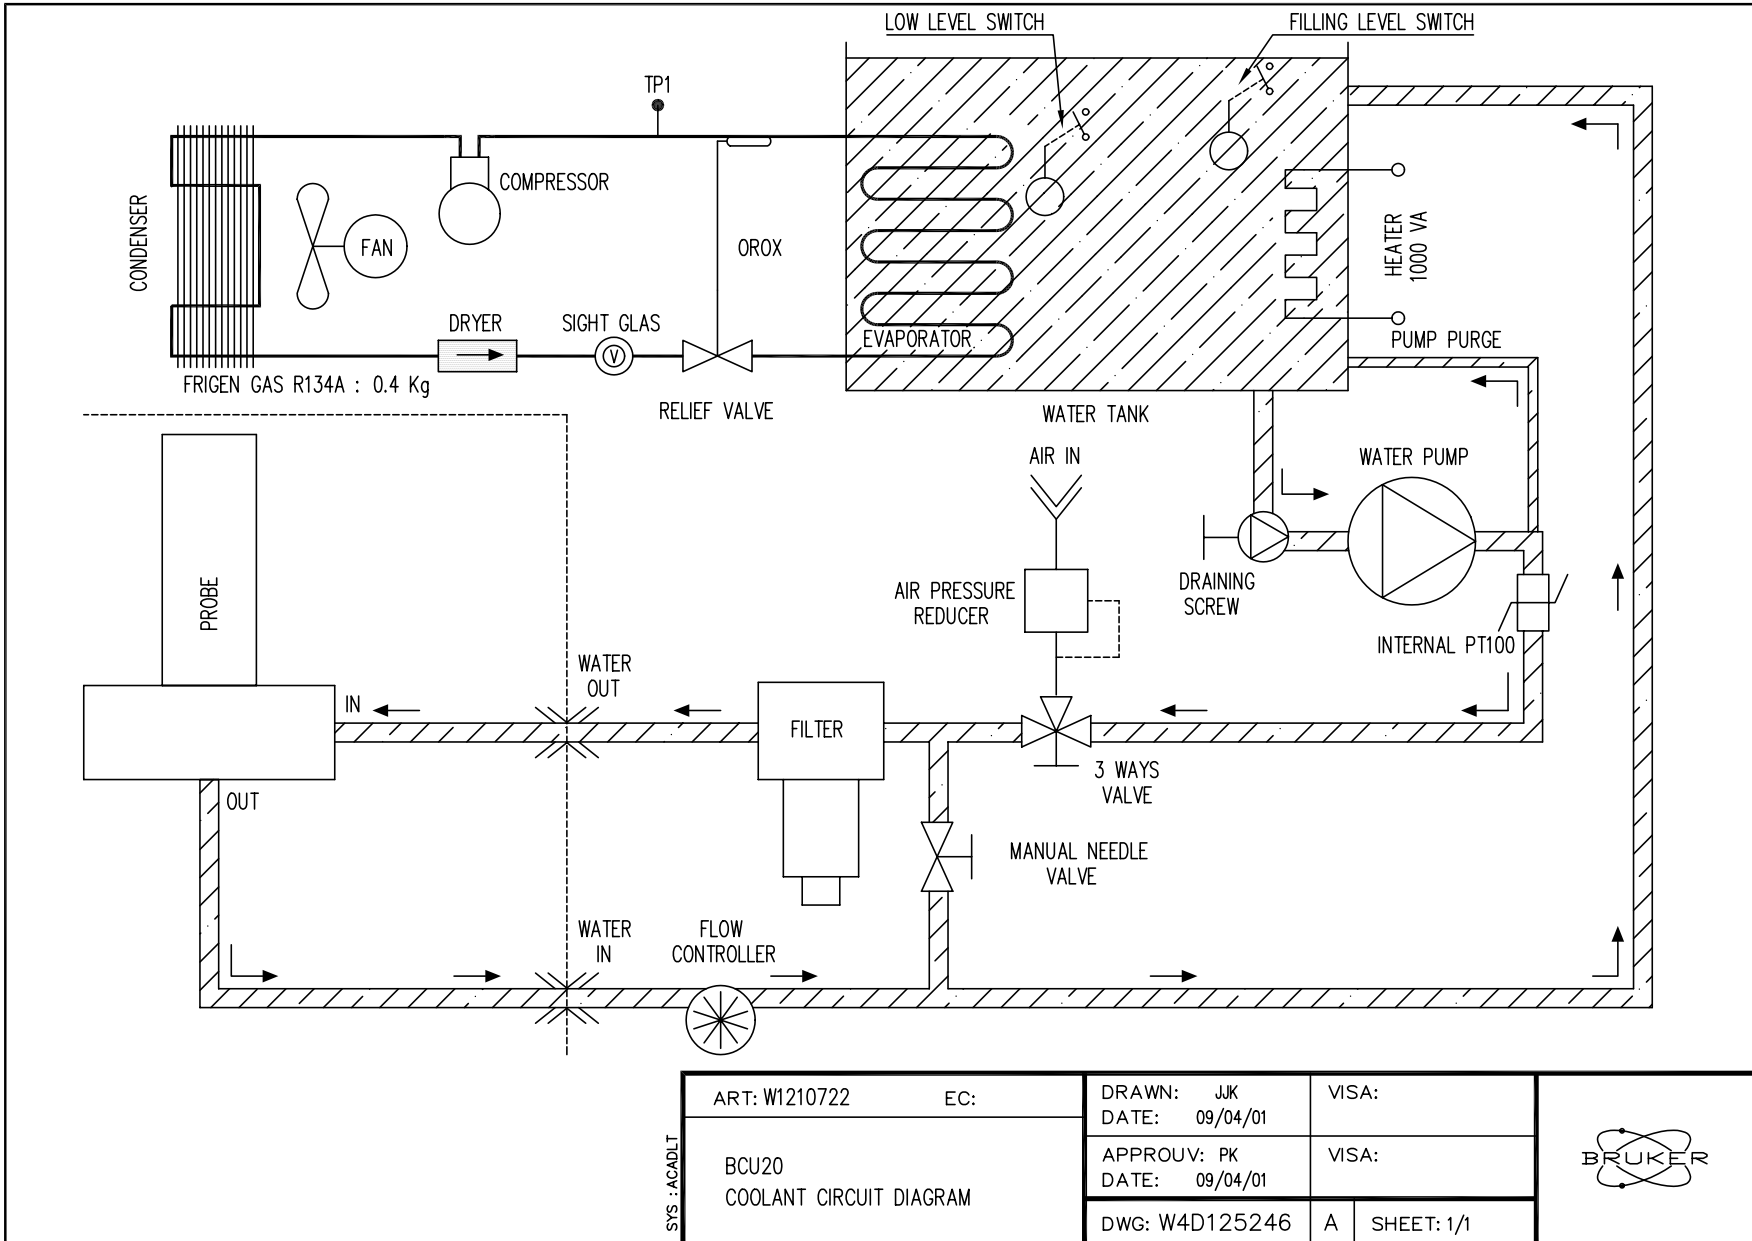 LOW LEVEL SWITCH
FILLING LEVEL SWITCH
TP1
COMPRESSOR
CONDENSER
FAN
OROX
HEATER
1000 VA
DRYER
SIGHT GLAS
V
EVAPORATOR
PUMP PURGE
FRIGEN GAS R134A : 0.4 Kg
RELIEF VALVE
WATER TANK
AIR IN
WATER PUMP
PROBE
AIR PRESSURE
REDUCER
DRAINING
SCREW
INTERNAL PT100
WATER
OUT
IN
FILTER
3 WAYS
VALVE
OUT
MANUAL NEEDLE
VALVE
WATER
IN
FLOW
CONTROLLER
SYS :ACADLT
ART: W1210722 EC:
BCU20
COOLANT CIRCUIT DIAGRAM
DRAWN: JJK
DATE: 09/04/01
VISA:
APPROUV: PK
DATE: 09/04/01
VISA:
DWG: W4D125246 A SHEET: 1/1
BRUKER